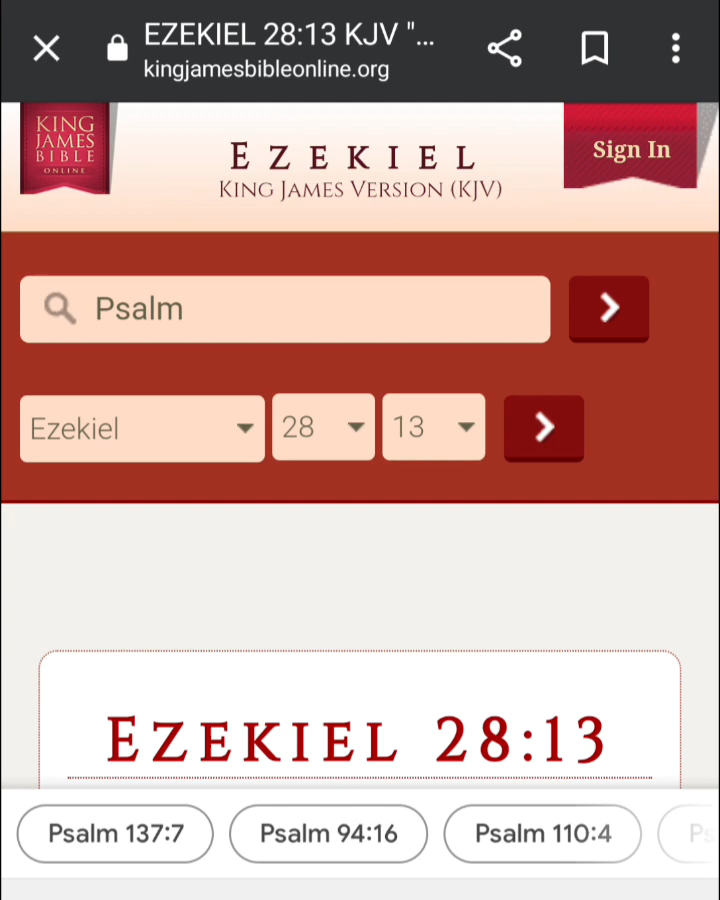 EZEKIEL 28:13 KJV "...
kingjamesbibleonline.org
KING
JAMES
BIBLE
ONLINE
EZEKIEL
KING JAMES VERSION (KJV)
Sign In
Psalm
Ezekiel 28 13
EZEKIEL 28:13
Psalm 137:7 Psalm 94:16 Psalm 110:4